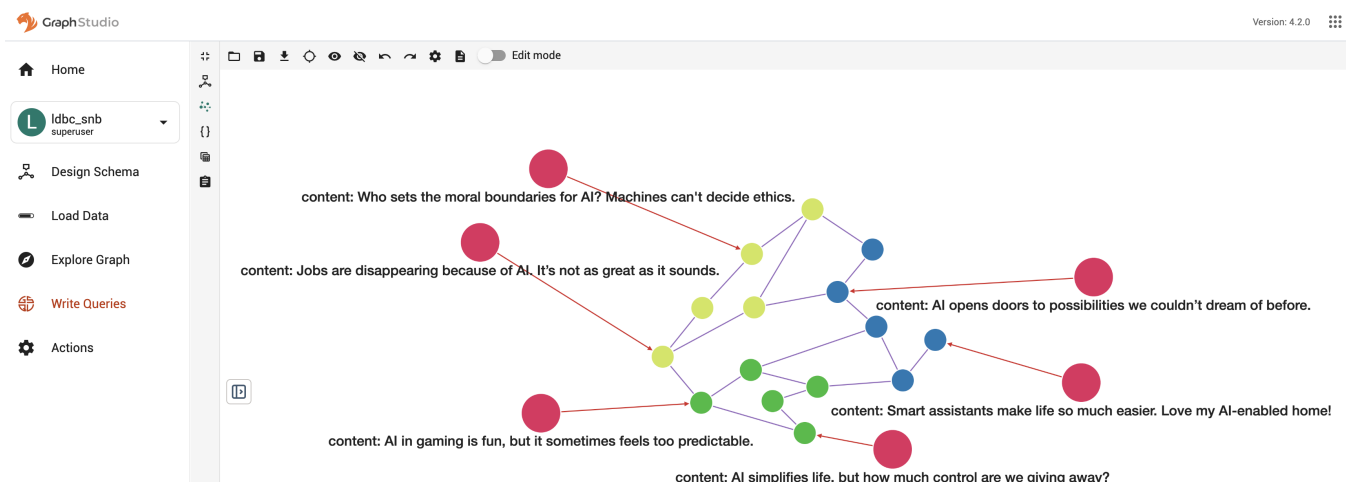 GraphStudio
Version: 4.2.0
Home
Edit mode
L
ldbc_snb
superuser
Design Schema
content: Who sets the moral boundaries for AI? Machines can't decide ethics.
Load Data
Explore Graph
content: Jobs are disappearing because of AI. It’s not as great as it sounds.
Write Queries
content: AI opens doors to possibilities we couldn’t dream of before.
Actions
content: Smart assistants make life so much easier. Love my AI-enabled home!
content: AI in gaming is fun, but it sometimes feels too predictable.
content: AI simplifies life, but how much control are we giving away?